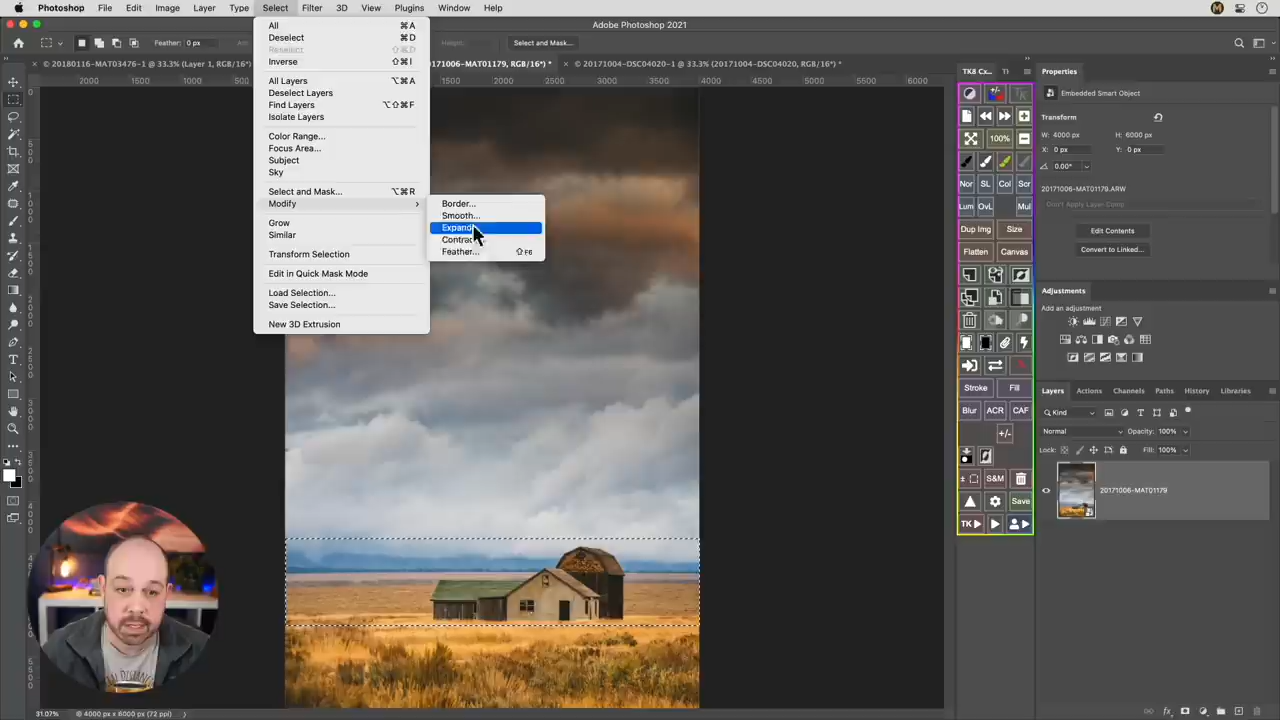 Photoshop File Edit Image Layer Type Select Filter 3D View Plugins Window Help
Adobe Photoshop 2021
Feather: 0 px Height: Select and Mask...
© 20180116-MAT03476-1 @ 33.3% (Layer 1, RGB/16*) 171006-MAT01179, RGB/16*) * × © 20171004-DSC04020-1 @ 33.3% (20171004-DSC04020, RGB/16*) *
2000 1500 1000 500 1500 2000 2500 3000 3500 4000 4500 5000 5500 6000
All ⌘A
Deselect ⌘D
Reselect ⇧⌘D
Inverse ⇧⌘I
All Layers ⌥⌘A
Deselect Layers
Find Layers ⌥⇧⌘F
Isolate Layers
Color Range...
Focus Area...
Subject
Sky
Select and Mask... ⌥⌘R
Modify
Grow
Similar
Transform Selection
Edit in Quick Mask Mode
Load Selection...
Save Selection...
New 3D Extrusion
Border...
Smooth...
Expand
Contract
Feather... ⇧F6
TK8 Cx... TI
100%
Nor SL Col Scr
Lum OvL Mul
Dup Img Size
Flatten Canvas
Stroke Fill
Blur ACR CAF
+/-
S&M
Save
TK
Properties
Embedded Smart Object
Transform
W: 4000 px H: 6000 px
X: 0 px Y: 0 px
0.00°
20171006-MAT01179.ARW
Don't Apply Layer Comp
Edit Contents
Convert to Linked...
Adjustments
Add an adjustment
Layers Actions Channels Paths History Libraries
Kind
Normal Opacity: 100%
Lock: Fill: 100%
20171006-MAT01179
31.07% 4000 px x 6000 px (72 ppi)